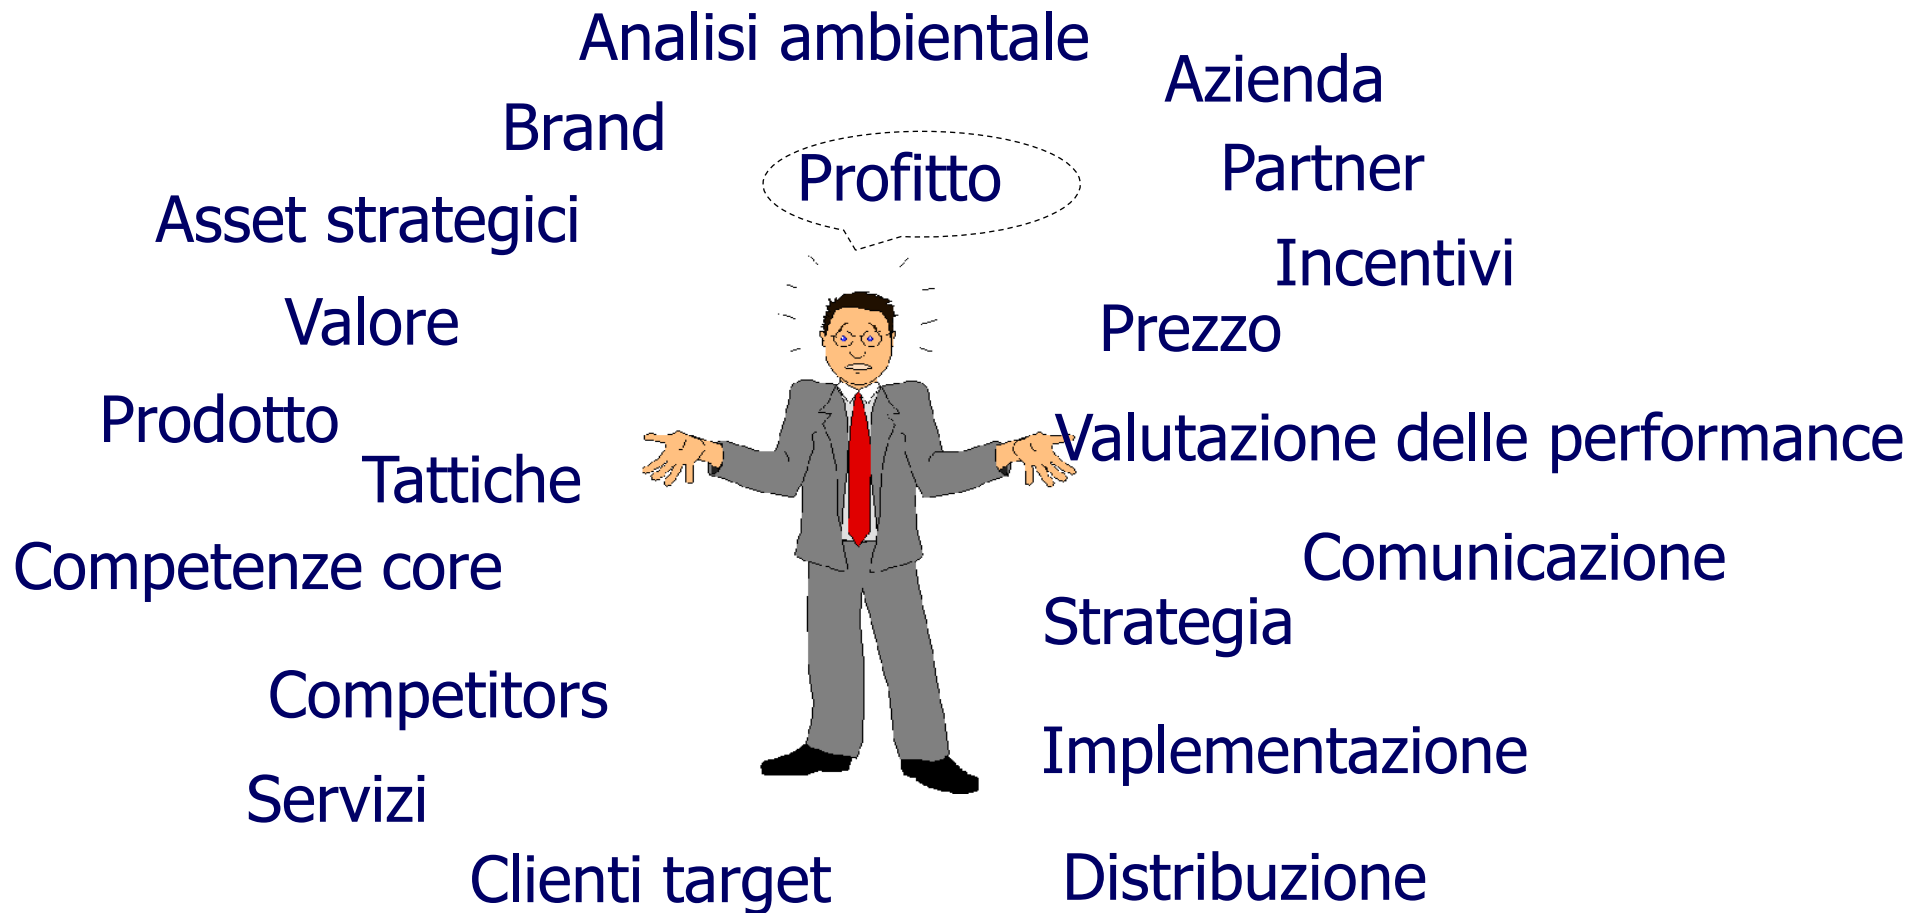 Analisi ambientale
Azienda
Brand
Profitto
Partner
Asset strategici
Incentivi
Valore
Prezzo
Prodotto
Valutazione delle performance
Tattiche
Competenze core
Comunicazione
Strategia
Competitors
Implementazione
Servizi
Clienti target
Distribuzione